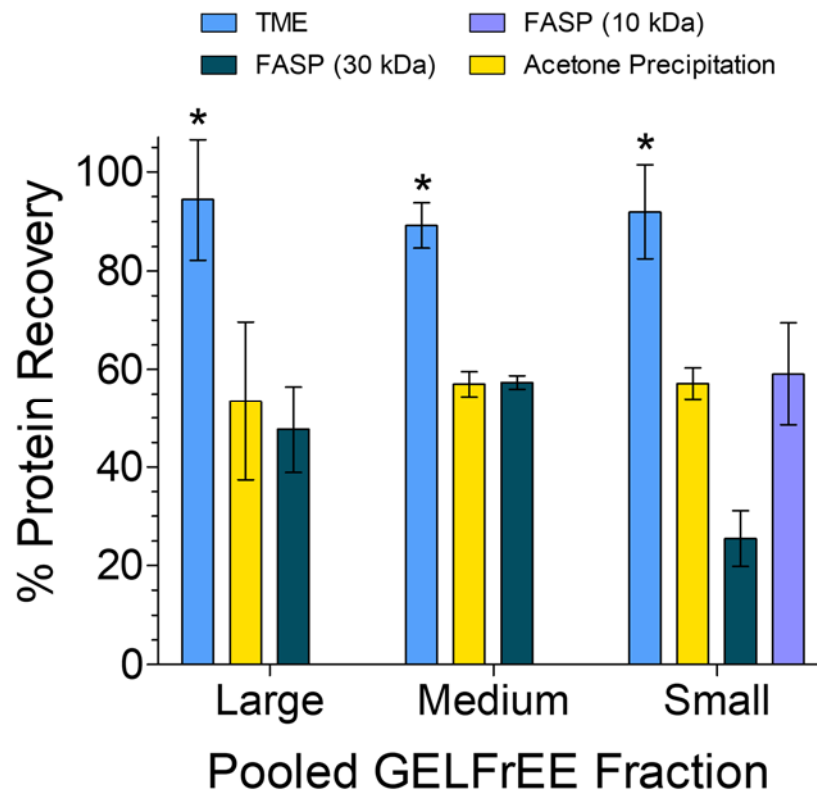 TME
FASP (10 kDa)
FASP (30 kDa)
Acetone Precipitation
% Protein Recovery
100
80
60
40
20
0
*
*
*
Large
Medium
Small
Pooled GELFrEE Fraction